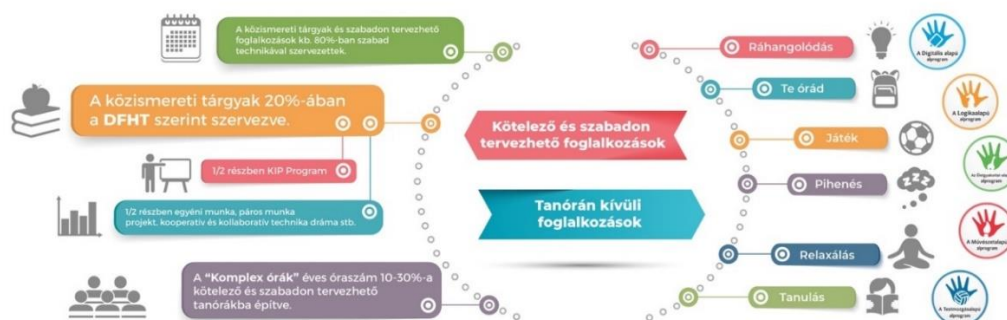 A közismereti tárgyak és szabadon tervezhető
foglalkozások kb. 80%-ban szabad
technikával szervezettek.
A közismereti tárgyak 20%-ában
a DFHT szerint szervezve.
1/2 részben KIP Program
1/2 részben egyéni munka, páros munka
projekt. kooperatív és kollaboratív technika dráma stb.
A "Komplex órák" éves óraszám 10-30%-a
kötelező és szabadon tervezhető
tanórákba építve.
Kötelező és szabadon
tervezhető foglalkozások
Tanórán kívüli
foglalkozások
Ráhangolódás
Te órád
Játék
Pihenés
zzz
Relaxálás
Tanulás
A Digitális alapú
alprogram
A Logikaalapú
alprogram
alprogram
A Művészetalapú
alprogram
A Testmozgásalapú
alprogram